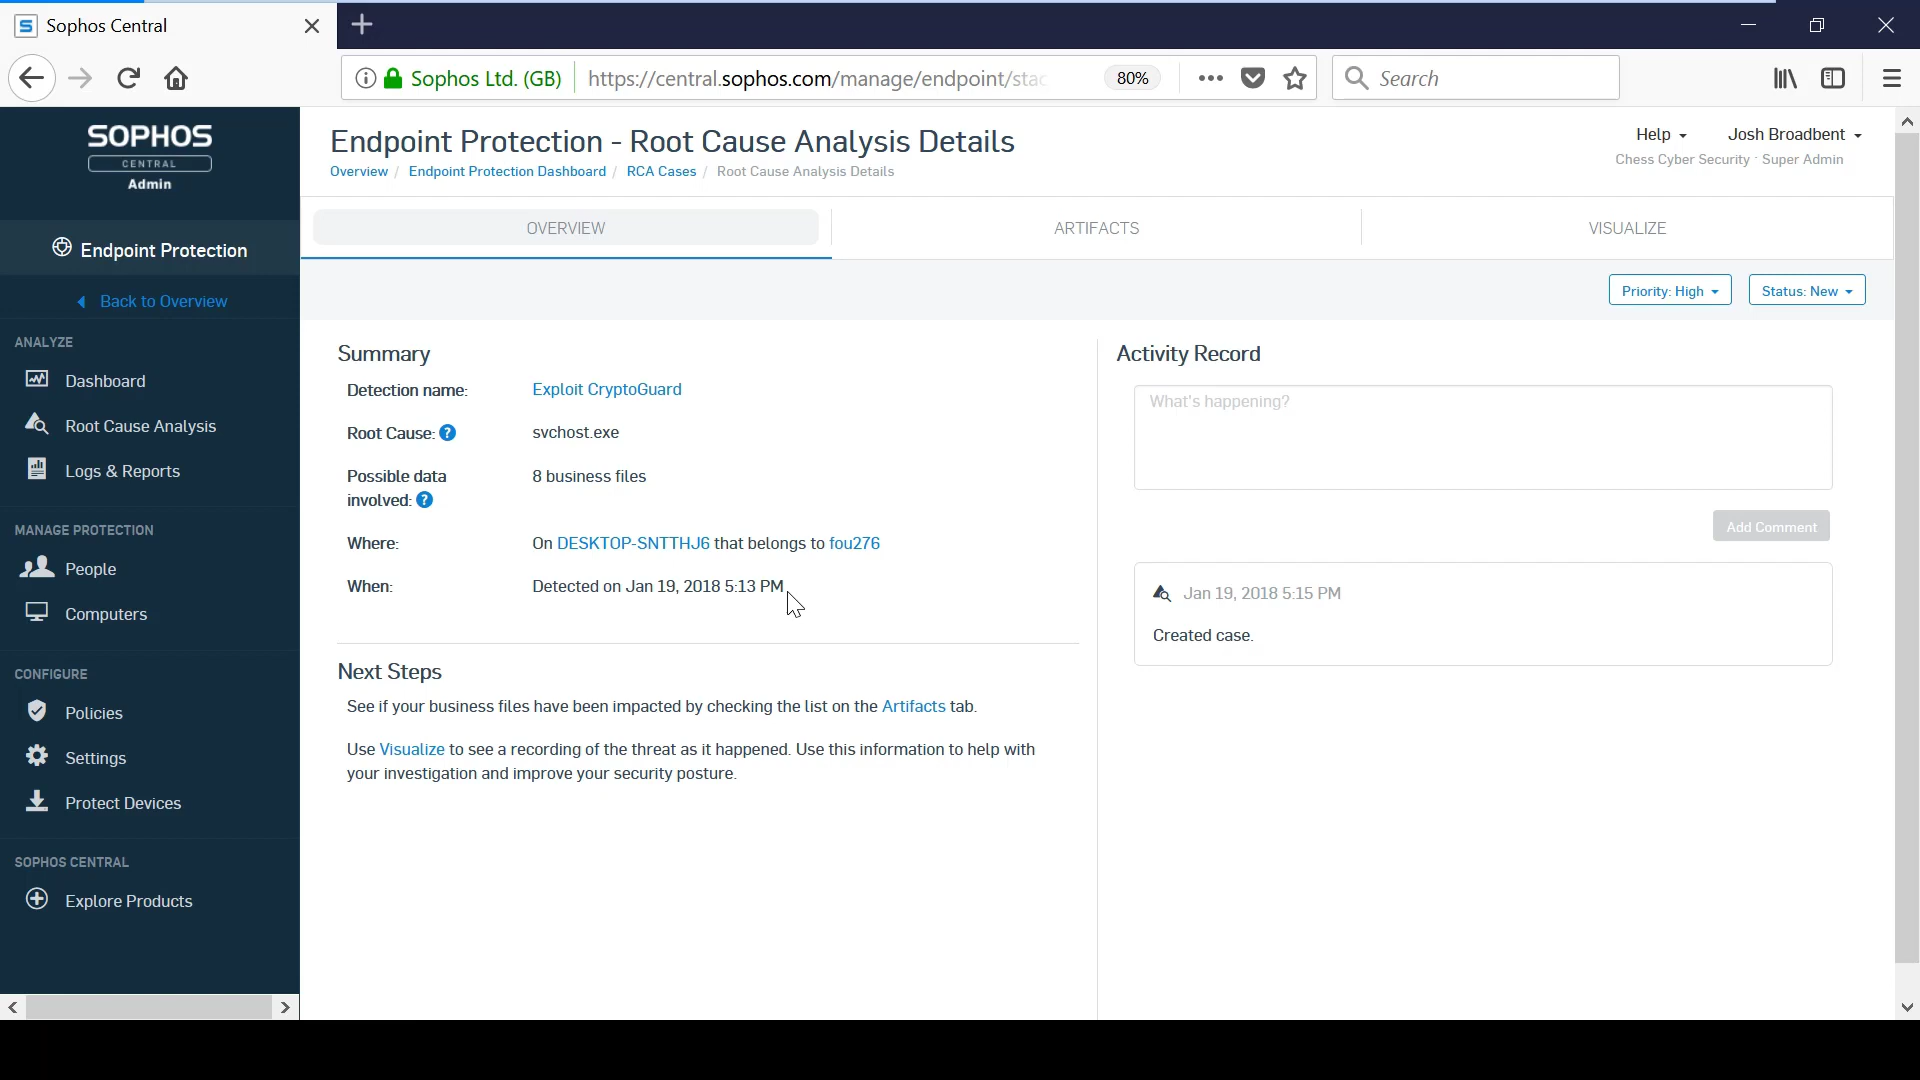 Sophos Central
Sophos Ltd. (GB)
https://central.sophos.com/manage/endpoint/stac
80%
Search
SOPHOS
CENTRAL
Admin
Endpoint Protection
Back to Overview
ANALYZE
Dashboard
Root Cause Analysis
Logs & Reports
MANAGE PROTECTION
People
Computers
CONFIGURE
Policies
Settings
Protect Devices
SOPHOS CENTRAL
Explore Products
Endpoint Protection - Root Cause Analysis Details
Overview / Endpoint Protection Dashboard / RCA Cases / Root Cause Analysis Details
Help
Josh Broadbent
Chess Cyber Security · Super Admin
OVERVIEW
ARTIFACTS
VISUALIZE
Priority: High
Status: New
Summary
Detection name: Exploit CryptoGuard
Root Cause: ? svchost.exe
Possible data 8 business files
involved: ?
Where: On DESKTOP-SNTTHJ6 that belongs to fou276
When: Detected on Jan 19, 2018 5:13 PM
Next Steps
See if your business files have been impacted by checking the list on the Artifacts tab.
Use Visualize to see a recording of the threat as it happened. Use this information to help with
your investigation and improve your security posture.
Activity Record
What's happening?
Add Comment
Jan 19, 2018 5:15 PM
Created case.